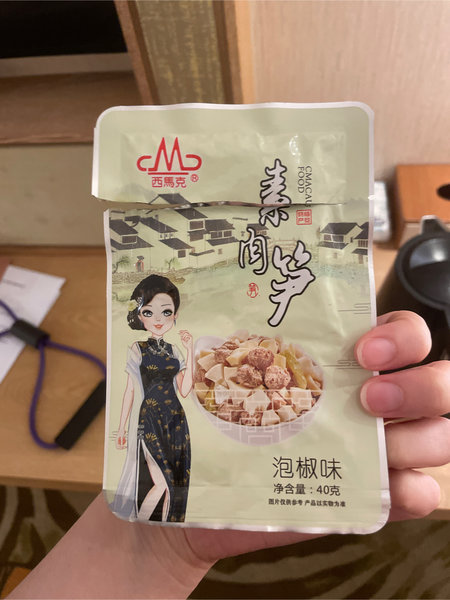 西馬克®
CMACAU
FOOD
素肉笋
泡椒味
净含量：40克
图片仅供参考 产品以实物为准